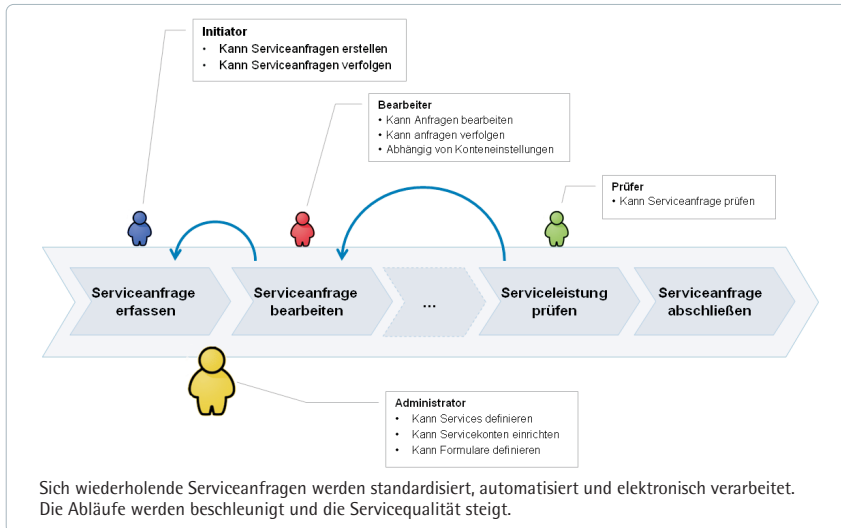 Initiator
• Kann Serviceanfragen erstellen
• Kann Serviceanfragen verfolgen
Bearbeiter
• Kann Anfragen bearbeiten
• Kann anfragen verfolgen
• Abhängig von Konteneinstellungen
Prüfer
• Kann Serviceanfrage prüfen
Serviceanfrage
erfassen
Serviceanfrage
bearbeiten
...
Serviceleistung
prüfen
Serviceanfrage
abschließen
Administrator
• Kann Services definieren
• Kann Servicekonten einrichten
• Kann Formulare definieren
Sich wiederholende Serviceanfragen werden standardisiert, automatisiert und elektronisch verarbeitet.
Die Abläufe werden beschleunigt und die Servicequalität steigt.